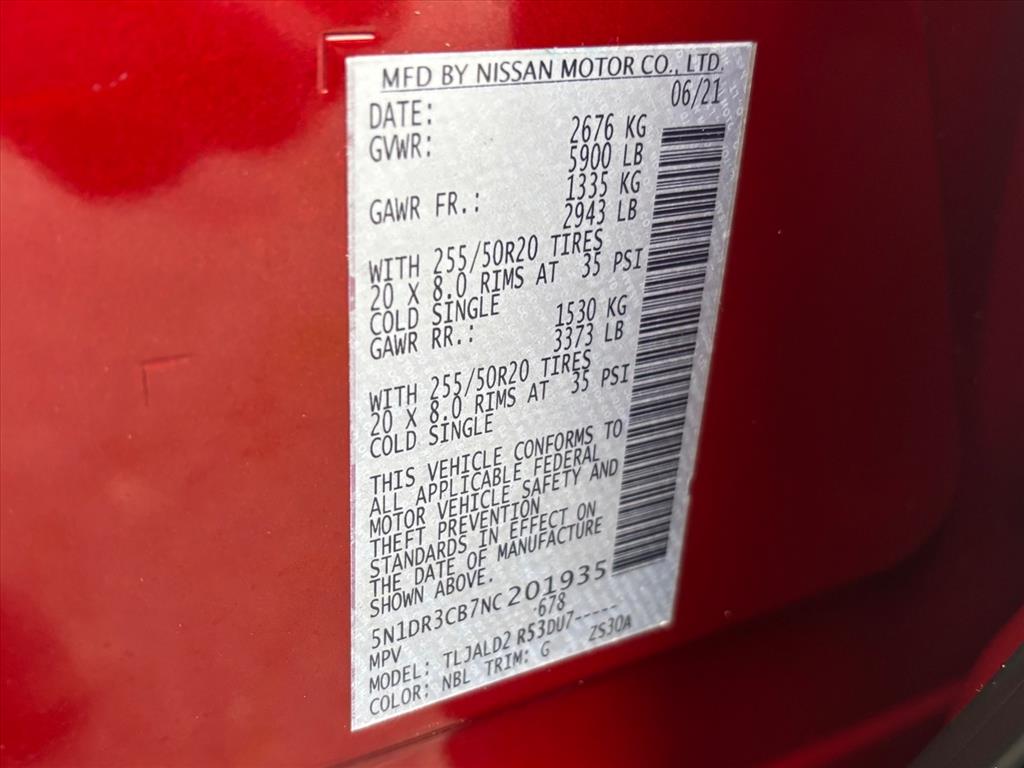 MFD BY NISSAN MOTOR CO., LTD.
DATE: 06/21
GVWR: 2676 KG
5900 LB
GAWR FR.: 1335 KG
2943 LB
WITH 255/50R20 TIRES
20 X 8.0 RIMS AT 35 PSI
COLD SINGLE
GAWR RR.: 1530 KG
3373 LB
WITH 255/50R20 TIRES
20 X 8.0 RIMS AT 35 PSI
COLD SINGLE
THIS VEHICLE CONFORMS TO
ALL APPLICABLE FEDERAL
MOTOR VEHICLE SAFETY AND
THEFT PREVENTION
STANDARDS IN EFFECT ON
THE DATE OF MANUFACTURE
SHOWN ABOVE.
5N1DR3CB7NC201935
MPV -678
MODEL: TLJALD2 R53DU7-----
COLOR: NBL TRIM: G ZS30A